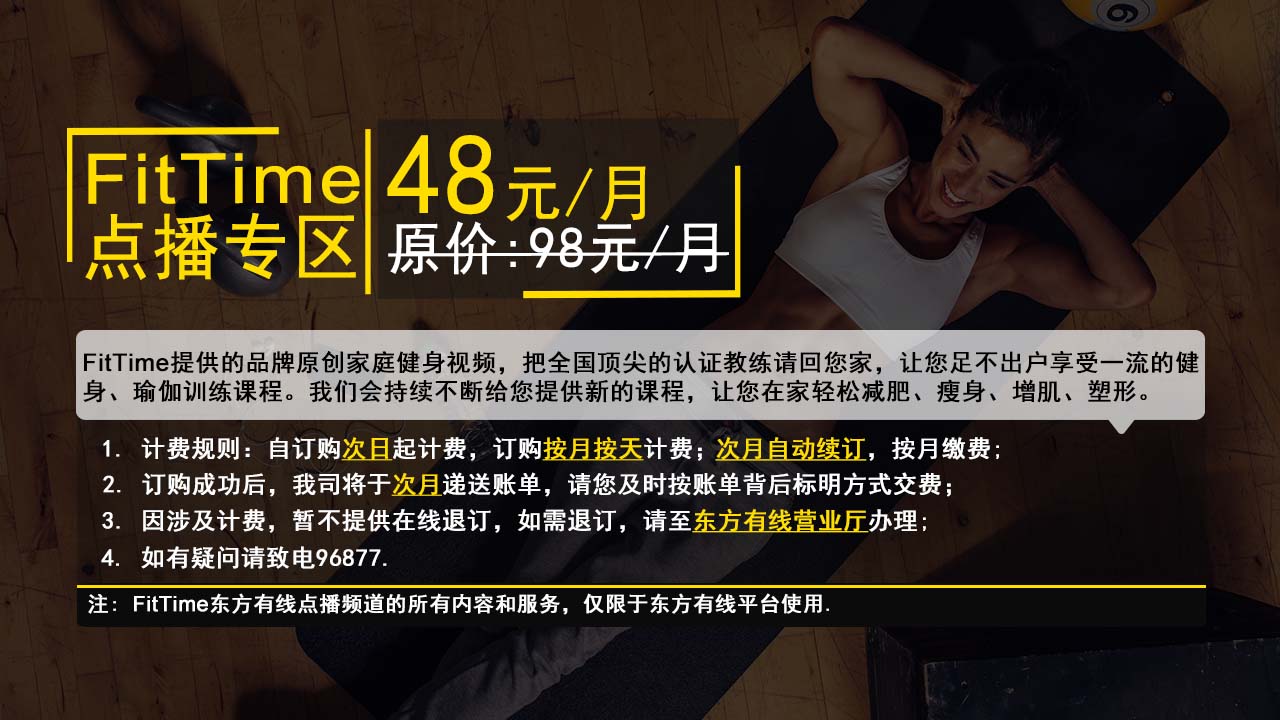 FitTime
点播专区
48元/月
原价:98元/月
FitTime提供的品牌原创家庭健身视频，把全国顶尖的认证教练请回您家，让您足不出户享受一流的健
身、瑜伽训练课程。我们会持续不断给您提供新的课程，让您在家轻松减肥、瘦身、增肌、塑形。
1. 计费规则：自订购次日起计费，订购按月按天计费；次月自动续订，按月缴费;
2. 订购成功后，我司将于次月递送账单，请您及时按账单背后标明方式交费；
3. 因涉及计费，暂不提供在线退订，如需退订，请至东方有线营业厅办理;
4. 如有疑问请致电96877.
注: FitTime东方有线点播频道的所有内容和服务，仅限于东方有线平台使用.
9